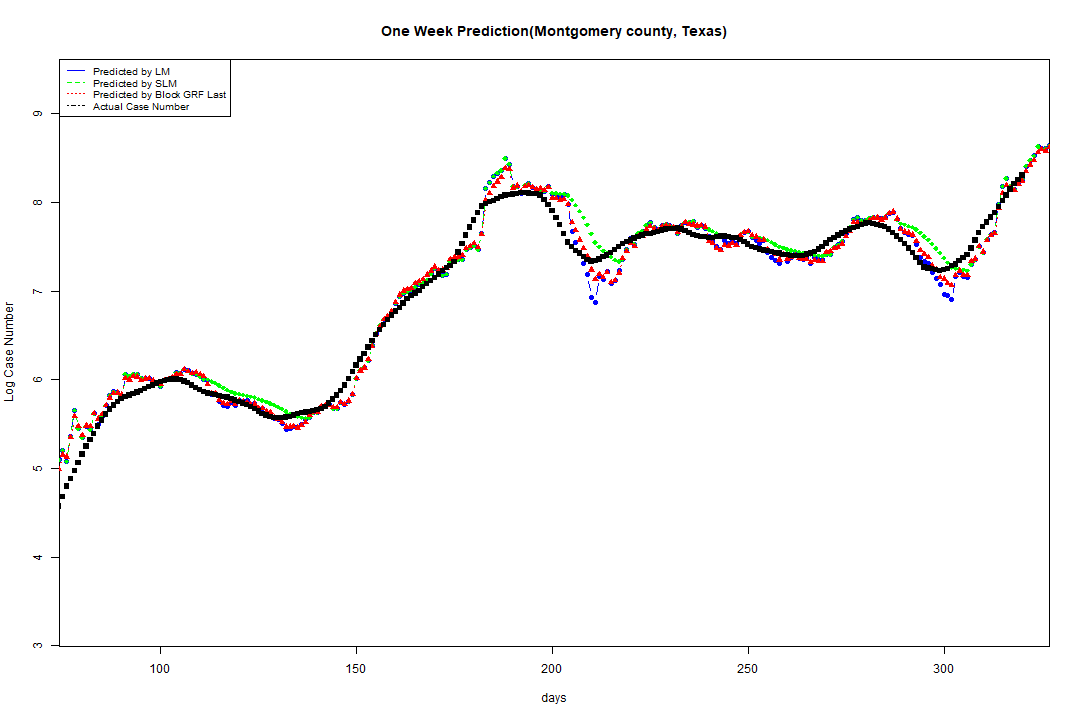 One Week Prediction(Montgomery county, Texas)
Predicted by LM
Predicted by SLM
Predicted by Block GRF Last
Actual Case Number
9
8
7
6
5
4
3
Log Case Number
100 150 200 250 300
days